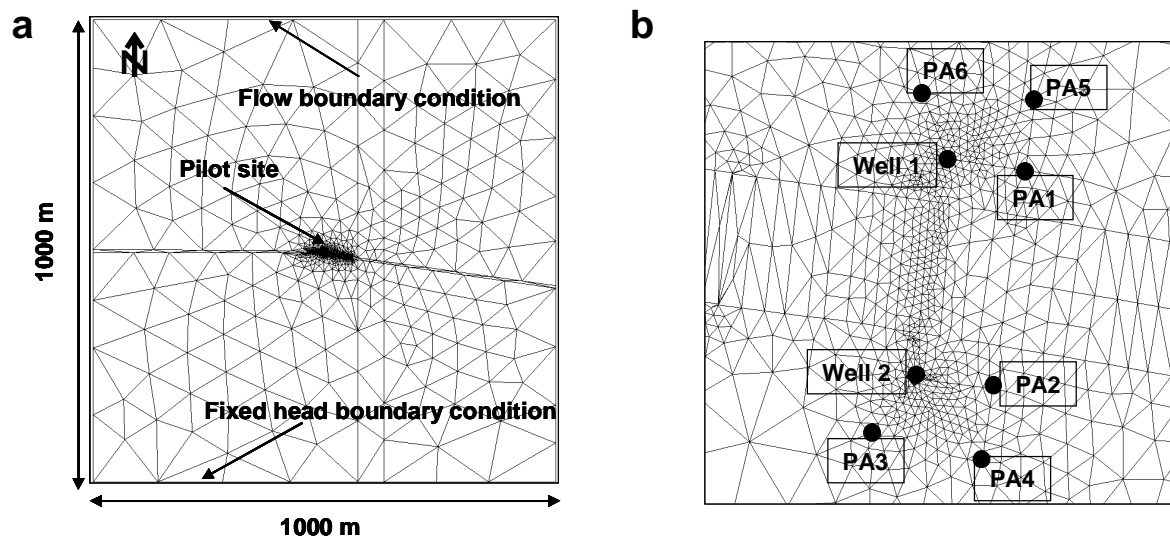 a
N
Flow boundary condition
Pilot site
1000 m
Fixed head boundary condition
1000 m
b
PA6
PA5
Well 1
PA1
Well 2
PA2
PA3
PA4